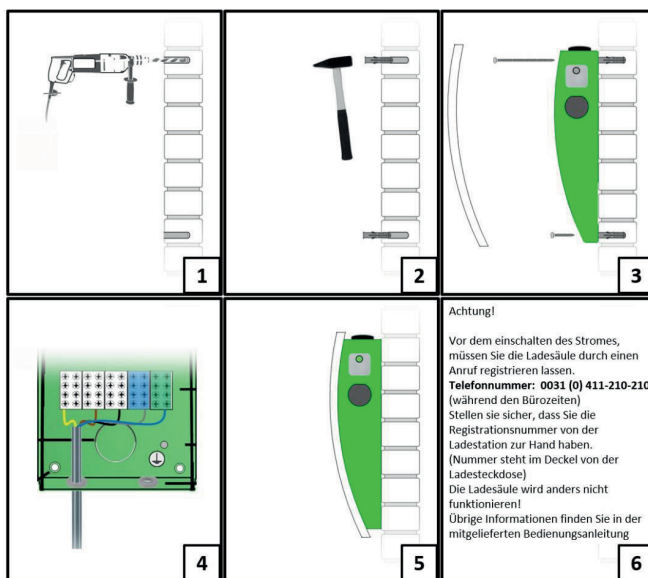 1
2
3
4
5
Achtung!
Vor dem einschalten des Stromes,
müssen Sie die Ladesäule durch einen
Anruf registrieren lassen.
Telefonnummer: 0031 (0) 411-210-210
(während den Bürozeiten)
Stellen sie sicher, dass Sie die
Registrationsnummer von der
Ladestation zur Hand haben.
(Nummer steht im Deckel von der
Ladesteckdose)
Die Ladesäule wird anders nicht
funktionieren!
Übrige Informationen finden Sie in der
mitgelieferten Bedienungsanleitung
6